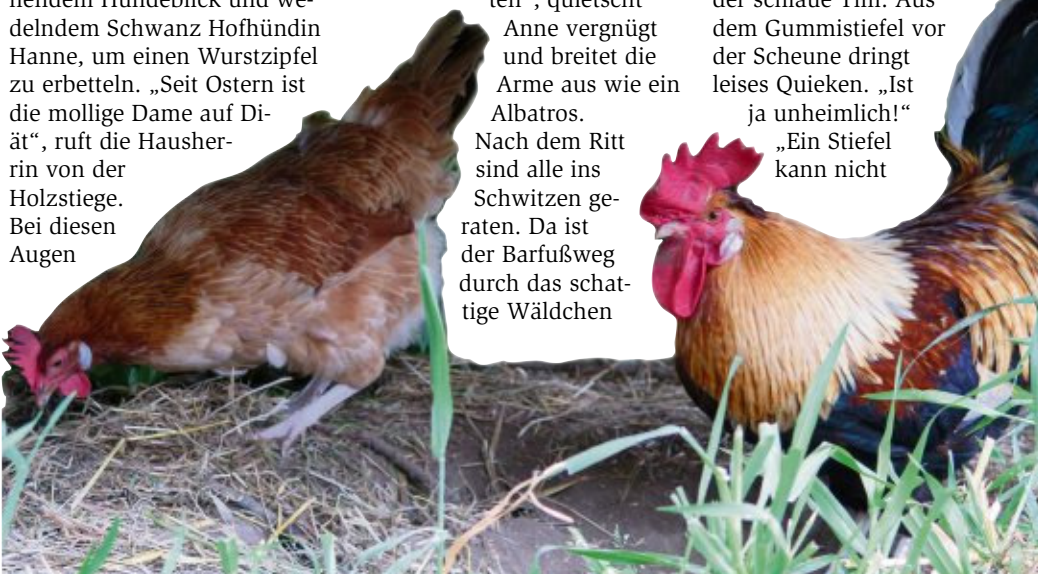 nendem Hundeblick und we-
delndem Schwanz Hofhündin
Hanne, um einen Wurstzipfel
zu erbetteln. „Seit Ostern ist
die mollige Dame auf Di-
ät“, ruft die Hausher-
rin von der
Holzstiege.
Bei diesen
Augen
ten“, quietscht
Anne vergnügt
und breitet die
Arme aus wie ein
Albatros.
Nach dem Ritt
sind alle ins
Schwitzen ge-
raten. Da ist
der Barfußweg
durch das schat-
tige Wäldchen
der schlaue Tim. Aus
dem Gummistiefel vor
der Scheune dringt
leises Quieken. „Ist
ja unheimlich!“
„Ein Stiefel
kann nicht